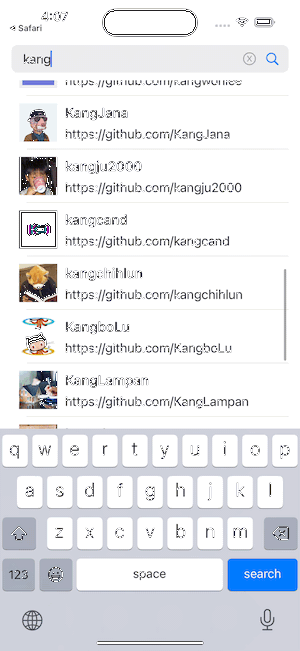 4:07
Safari
kang
https://github.com/kangwonlee
KangJana
https://github.com/KangJana
kangju2000
https://github.com/kangju2000
kangcand
https://github.com/kangcand
kangchihlun
https://github.com/kangchihlun
KangboLu
https://github.com/KangboLu
KangLampan
https://github.com/KangLampan
q w e r t y u i o p
a s d f g h j k l
z x c v b n m
123 space search